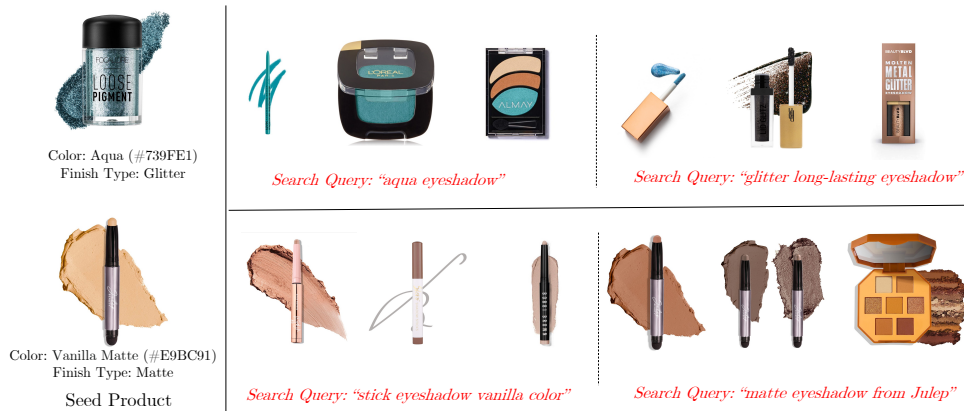 FOCALLURE
LOOSE
PIGMENT
Color: Aqua (#739FE1)
Finish Type: Glitter
L'OREAL
ALMAY
Search Query: “aqua eyeshadow”
BEAUTYBLVD
MOLTEN
METAL
GLITTER
Search Query: “glitter long-lasting eyeshadow”
Color: Vanilla Matte (#E9BC91)
Finish Type: Matte
Seed Product
Search Query: “stick eyeshadow vanilla color”
Search Query: “matte eyeshadow from Julep”